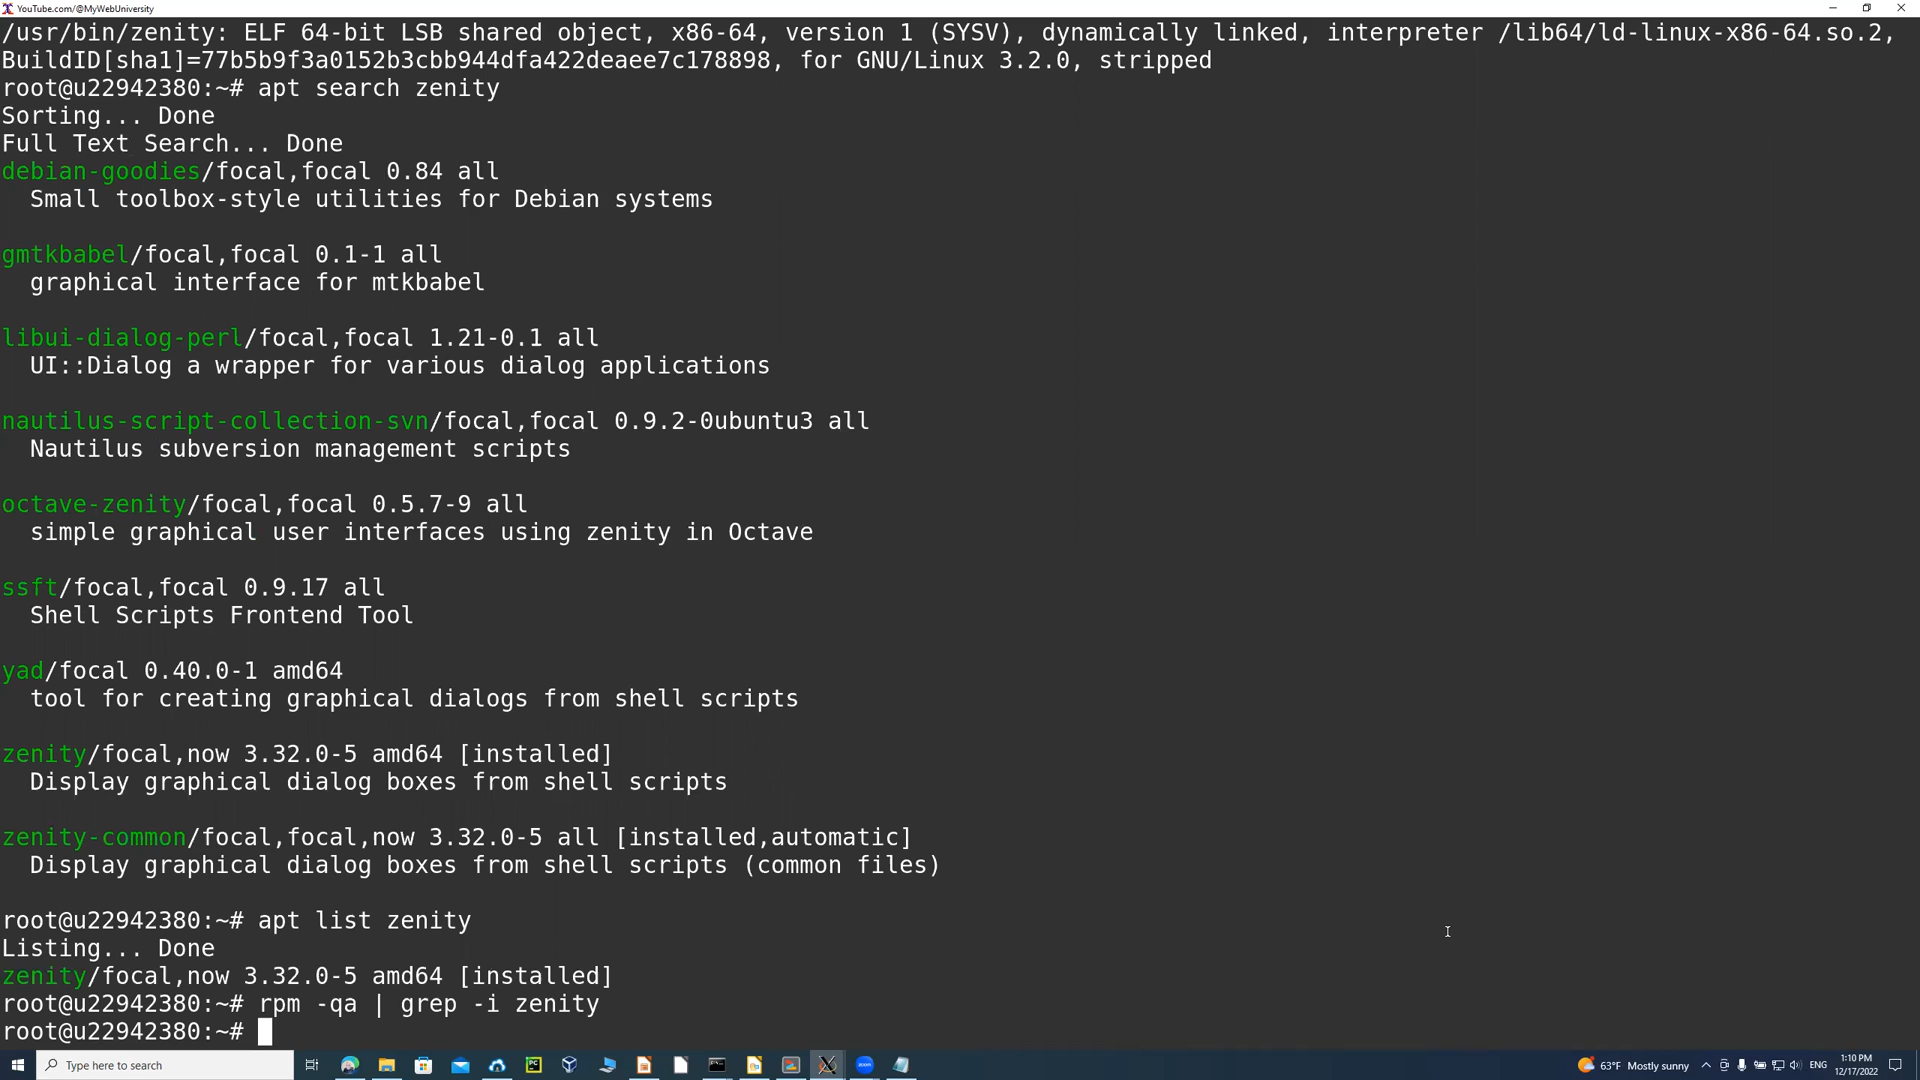 YouTube.com/@MyWebUniversity
/usr/bin/zenity: ELF 64-bit LSB shared object, x86-64, version 1 (SYSV), dynamically linked, interpreter /lib64/ld-linux-x86-64.so.2,
BuildID[sha1]=77b5b9f3a0152b3cbb944dfa422deaee7c178898, for GNU/Linux 3.2.0, stripped
root@u22942380:~# apt search zenity
Sorting... Done
Full Text Search... Done
debian-goodies/focal,focal 0.84 all
  Small toolbox-style utilities for Debian systems

gmtkbabel/focal,focal 0.1-1 all
  graphical interface for mtkbabel

libui-dialog-perl/focal,focal 1.21-0.1 all
  UI::Dialog a wrapper for various dialog applications

nautilus-script-collection-svn/focal,focal 0.9.2-0ubuntu3 all
  Nautilus subversion management scripts

octave-zenity/focal,focal 0.5.7-9 all
  simple graphical user interfaces using zenity in Octave

ssft/focal,focal 0.9.17 all
  Shell Scripts Frontend Tool

yad/focal 0.40.0-1 amd64
  tool for creating graphical dialogs from shell scripts

zenity/focal,now 3.32.0-5 amd64 [installed]
  Display graphical dialog boxes from shell scripts

zenity-common/focal,focal,now 3.32.0-5 all [installed,automatic]
  Display graphical dialog boxes from shell scripts (common files)

root@u22942380:~# apt list zenity
Listing... Done
zenity/focal,now 3.32.0-5 amd64 [installed]
root@u22942380:~# rpm -qa | grep -i zenity
root@u22942380:~#
Type here to search
PC
63°F Mostly sunny
ENG
1:10 PM
12/17/2022